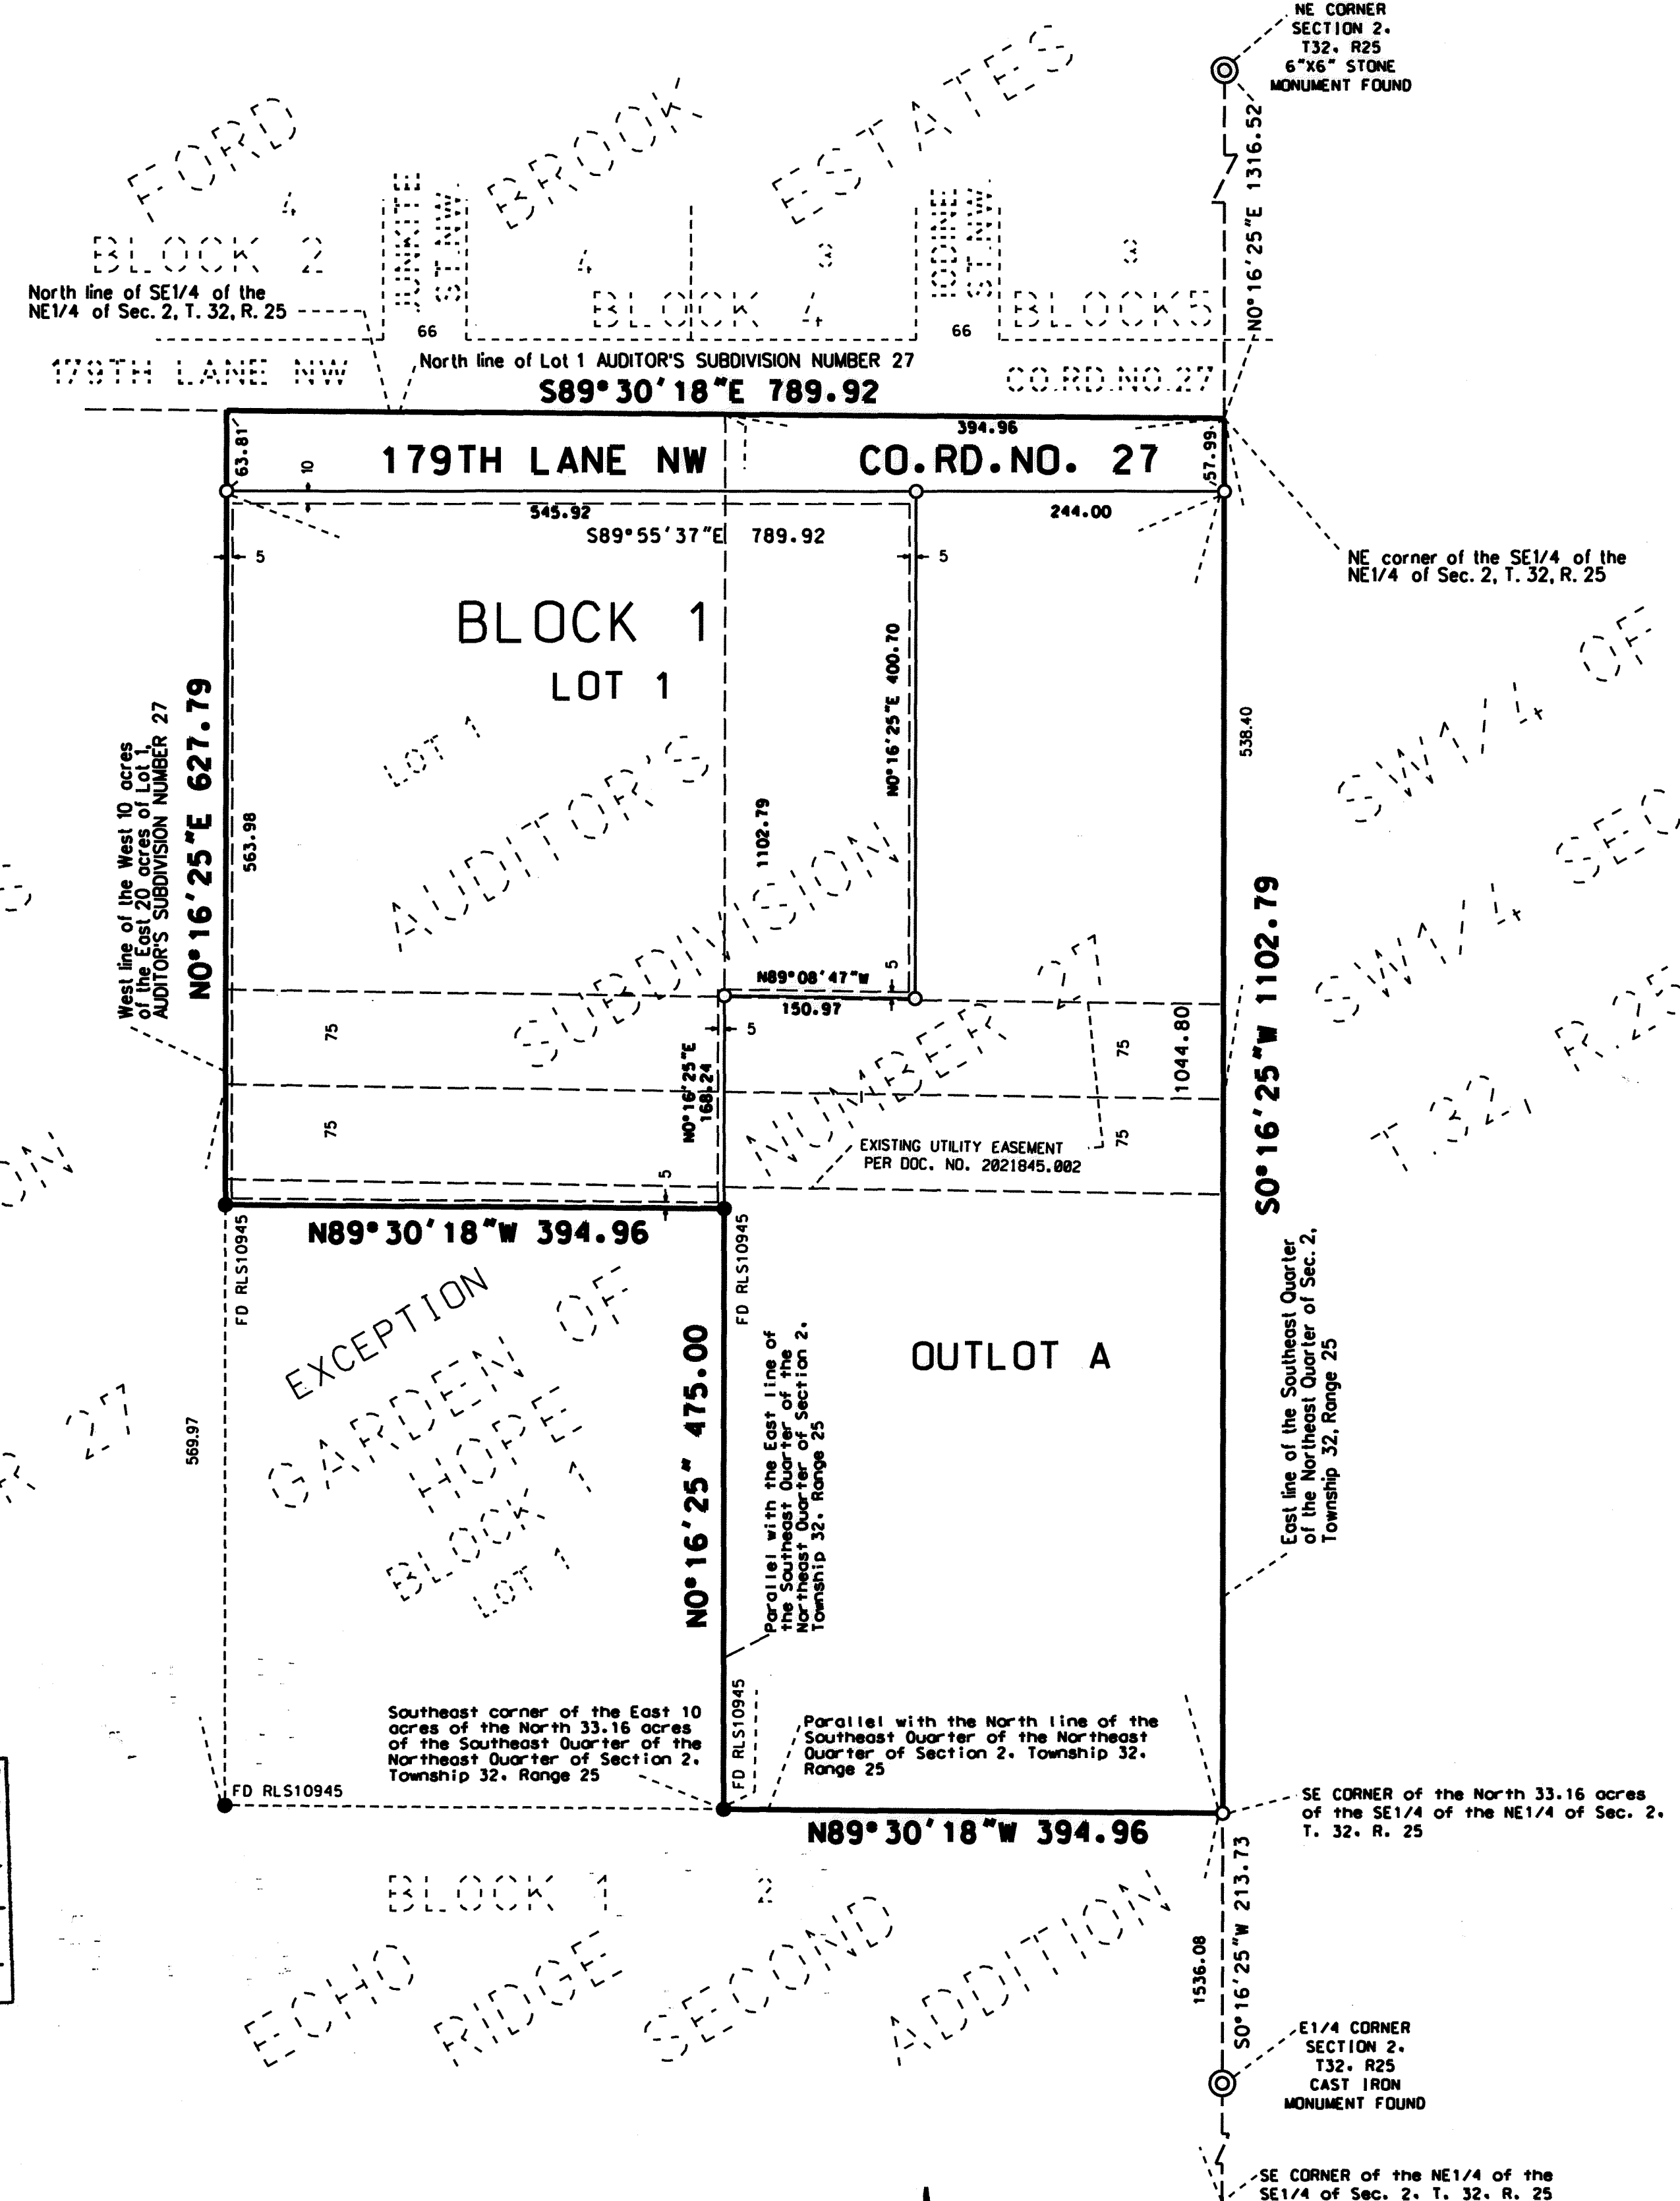 NE CORNER
SECTION 2.
T32. R25
6"X6" STONE
MONUMENT FOUND
N0°16'25"E 1316.52
FORD BROOK ESTATES
4
BLOCK 2
ST.NW
4
3
BLOCK 4
IODINE
ST.NW
3
BLOCK5
North line of SE1/4 of the
NE1/4 of Sec. 2, T. 32, R. 25
66
66
179TH LANE NW
North line of Lot 1 AUDITOR'S SUBDIVISION NUMBER 27
CO.RD.NO.27
S89°30'18"E 789.92
394.96
63.81
10
179TH LANE NW
CO.RD.NO. 27
57.99
545.92
244.00
S89°55'37"E 789.92
5
5
NE corner of the SE1/4 of the
NE1/4 of Sec. 2, T. 32, R. 25
BLOCK 1
LOT 1
LOT 1
AUDITOR'S
SUBDIVISION
NUMBER 27
N0°16'25"E 400.70
538.40
West line of the West 10 acres
of the East 20 acres of Lot 1,
AUDITOR'S SUBDIVISION NUMBER 27
N0°16'25"E 627.79
563.98
1102.79
SW1/4 OF
SW1/4 SEC
T.32, R.25
S
ON
R 27
N89°08'47"W
150.97
5
5
75
75
N0°16'25"E
168.24
75
75
1044.80
S0°16'25"W 1102.79
EXISTING UTILITY EASEMENT
PER DOC. NO. 2021845.002
5
N89°30'18"W 394.96
FD RLS10945
FD RLS10945
EXCEPTION
GARDEN OF
HOPE
BLOCK 1
LOT 1
569.97
N0°16'25" 475.00
Parallel with the East line of
the Southeast Quarter of the
Northeast Quarter of Section 2.
Township 32. Range 25
OUTLOT A
East line of the Southeast Quarter
of the Northeast Quarter of Sec. 2,
Township 32, Range 25
Southeast corner of the East 10
acres of the North 33.16 acres
of the Southeast Quarter of the
Northeast Quarter of Section 2.
Township 32. Range 25
FD RLS10945
FD RLS10945
Parallel with the North line of the
Southeast Quarter of the Northeast
Quarter of Section 2. Township 32.
Range 25
N89°30'18"W 394.96
SE CORNER of the North 33.16 acres
of the SE1/4 of the NE1/4 of Sec. 2.
T. 32. R. 25
BLOCK 1
2
ECHO RIDGE SECOND ADDITION
1536.08
S0°16'25"W 213.73
E1/4 CORNER
SECTION 2.
T32. R25
CAST IRON
MONUMENT FOUND
SE CORNER of the NE1/4 of the
SE1/4 of Sec. 2. T. 32. R. 25